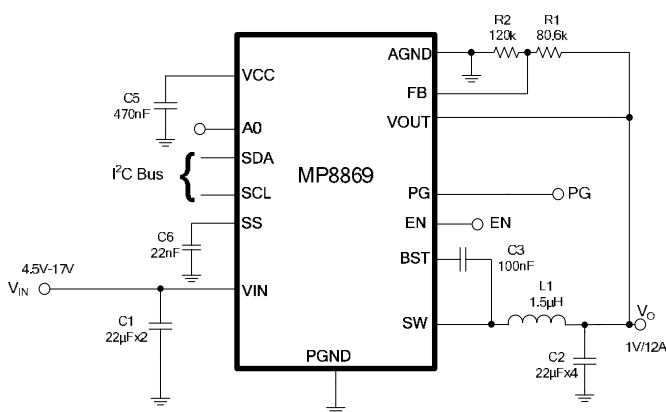 R2
120k
R1
80.6k
AGND
FB
VOUT
VCC
C5
470nF
A0
SDA
I²C Bus
SCL
MP8869
PG
PG
SS
EN
EN
C6
22nF
BST
C3
100nF
4.5V-17V
VIN
VIN
L1
1.5µH
SW
VO
1V/12A
C1
22µFx2
C2
22µFx4
PGND